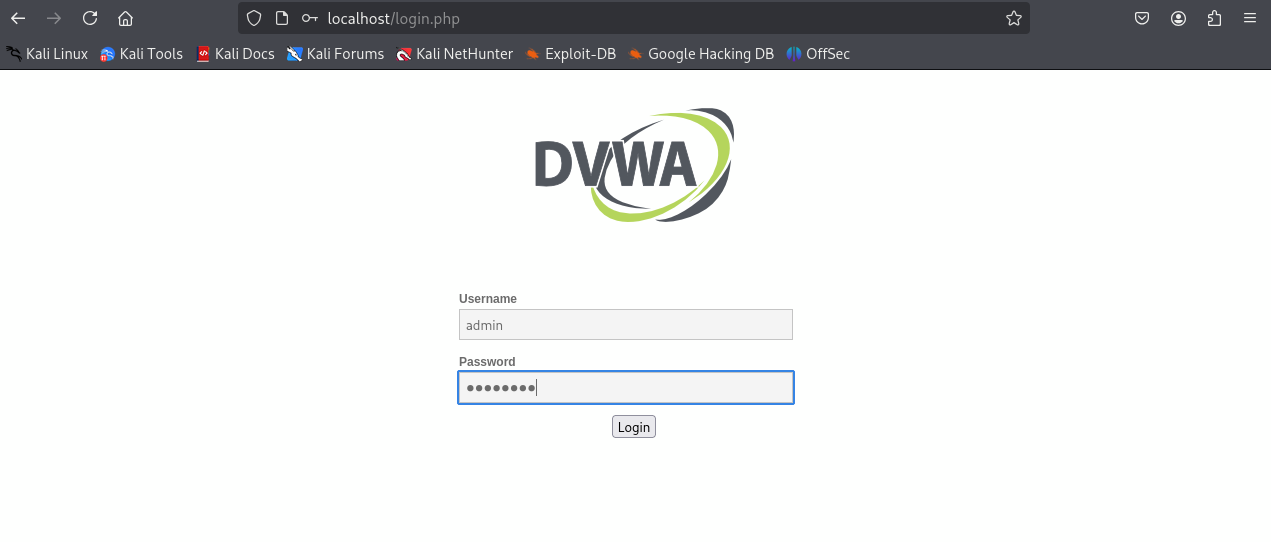 localhost/login.php
Kali Linux Kali Tools Kali Docs Kali Forums Kali NetHunter Exploit-DB Google Hacking DB OffSec
DVWA
Username
admin
Password
••••••••
Login